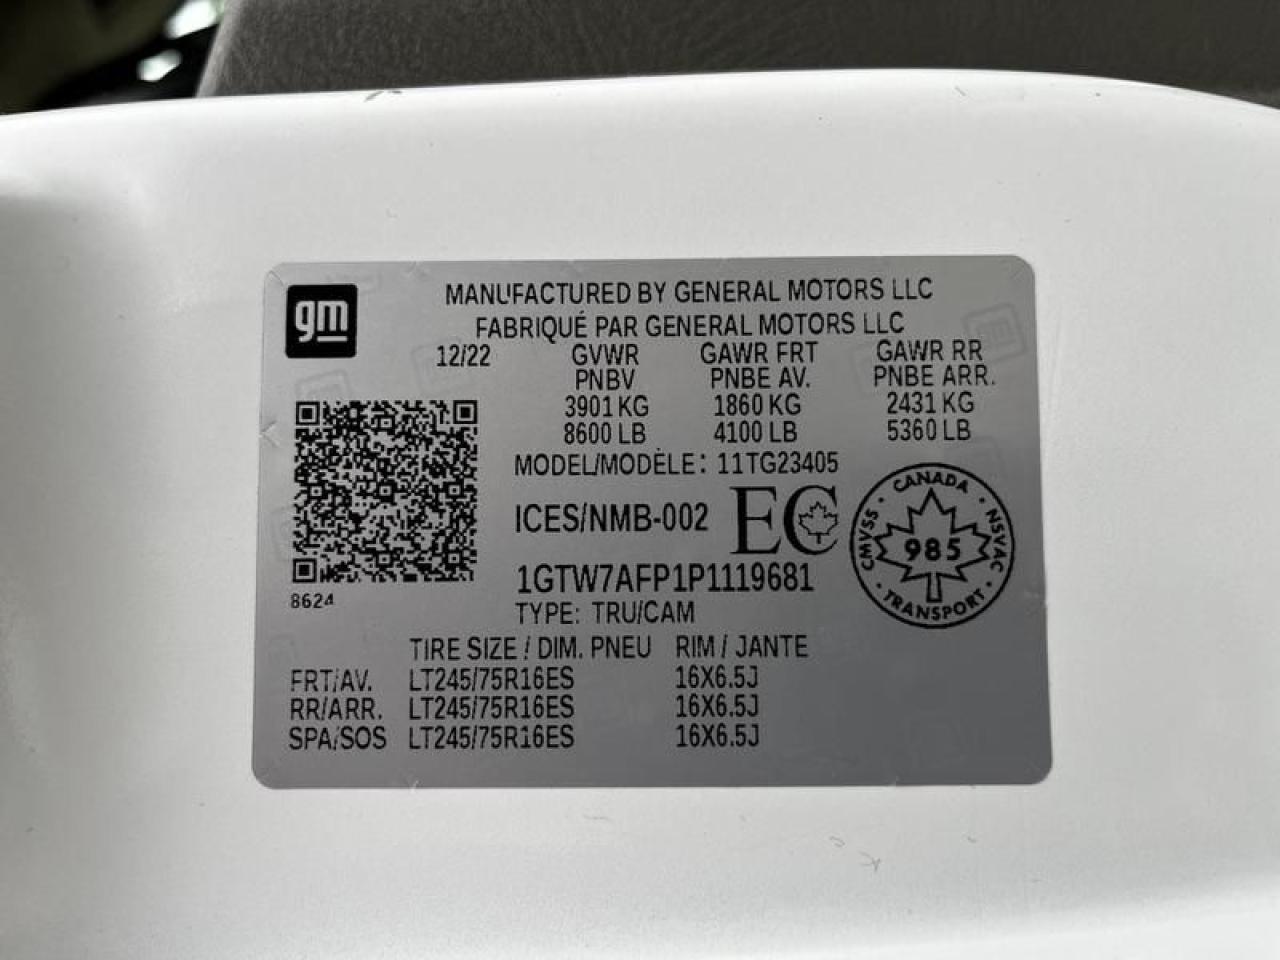 gm
MANUFACTURED BY GENERAL MOTORS LLC
FABRIQUÉ PAR GENERAL MOTORS LLC
12/22 GVWR GAWR FRT GAWR RR
PNBV PNBE AV. PNBE ARR.
3901 KG 1860 KG 2431 KG
8600 LB 4100 LB 5360 LB
MODEL/MODÈLE: 11TG23405
ICES/NMB-002 EC
CANADA
CMVSS 985 NSVAC
TRANSPORT
1GTW7AFP1P1119681
8624
TYPE: TRU/CAM
TIRE SIZE / DIM. PNEU RIM / JANTE
FRT/AV. LT245/75R16ES 16X6.5J
RR/ARR. LT245/75R16ES 16X6.5J
SPA/SOS LT245/75R16ES 16X6.5J